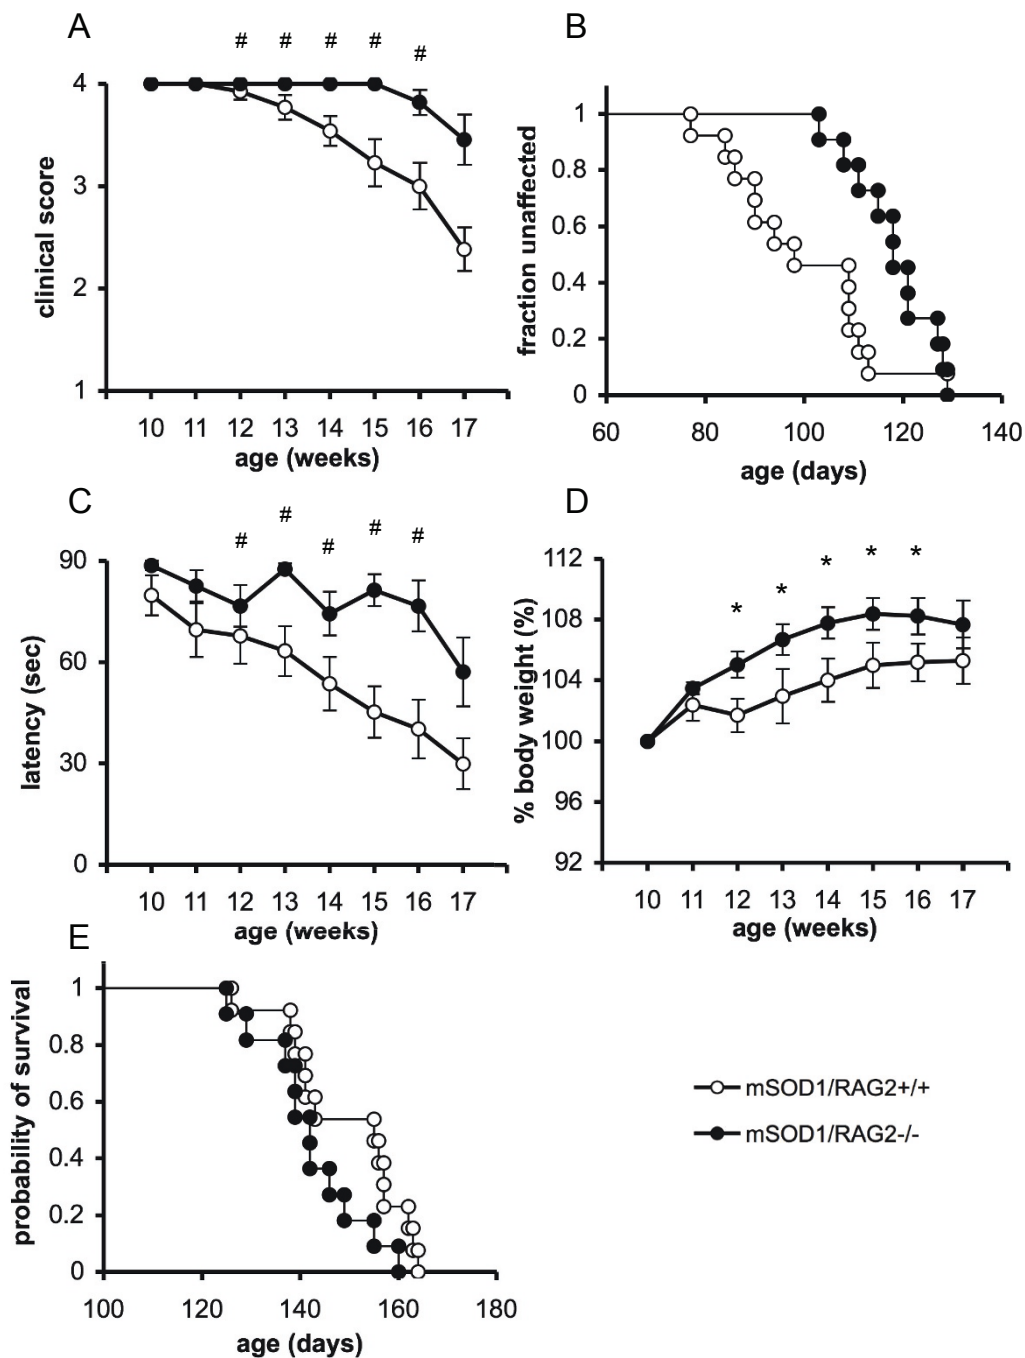 A
# # # # #
4
3
2
1
clinical score
10 11 12 13 14 15 16 17
age (weeks)
B
1
0.8
0.6
0.4
0.2
0
fraction unaffected
60 80 100 120 140
age (days)
C
# # # # #
90
60
30
0
latency (sec)
10 11 12 13 14 15 16 17
age (weeks)
D
* * * * *
112
108
104
100
96
92
% body weight (%)
10 11 12 13 14 15 16 17
age (weeks)
E
1
0.8
0.6
0.4
0.2
0
probability of survival
100 120 140 160 180
age (days)
mSOD1/RAG2+/+
mSOD1/RAG2-/-